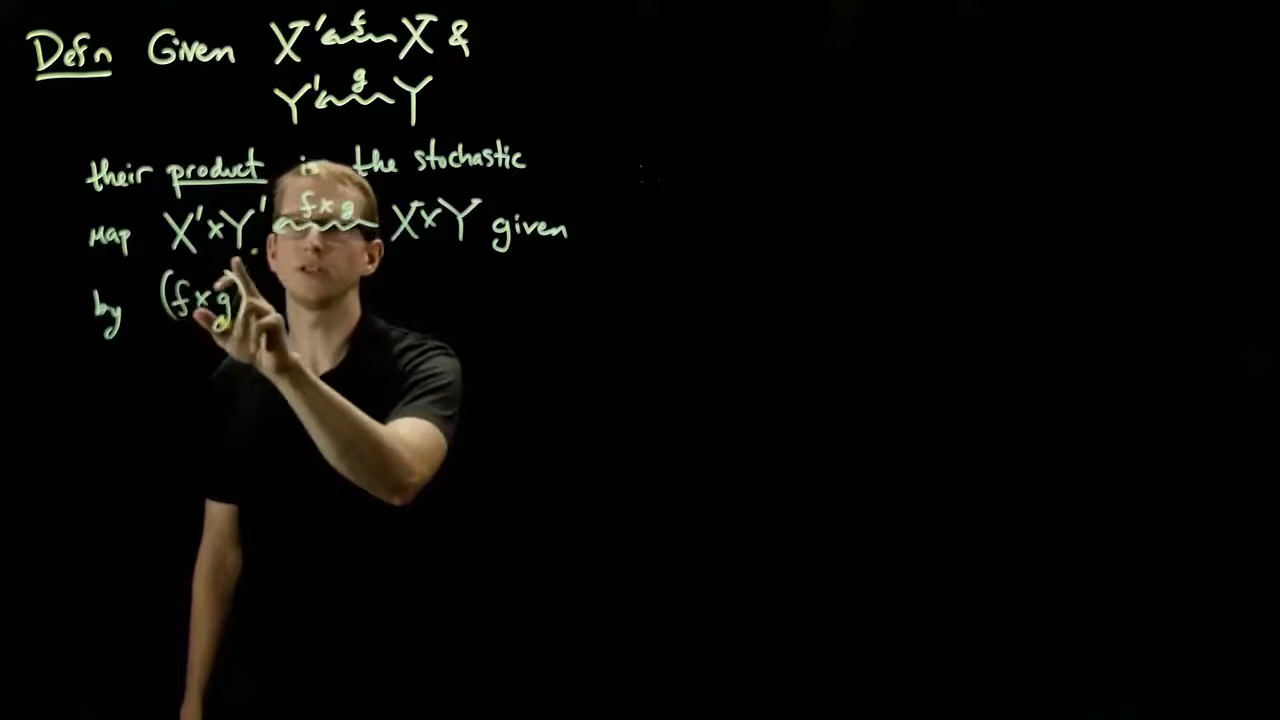 Defn Given X' f X &
Y' g Y
their product is the stochastic
map X'×Y' f×g X×Y given
by (f×g)